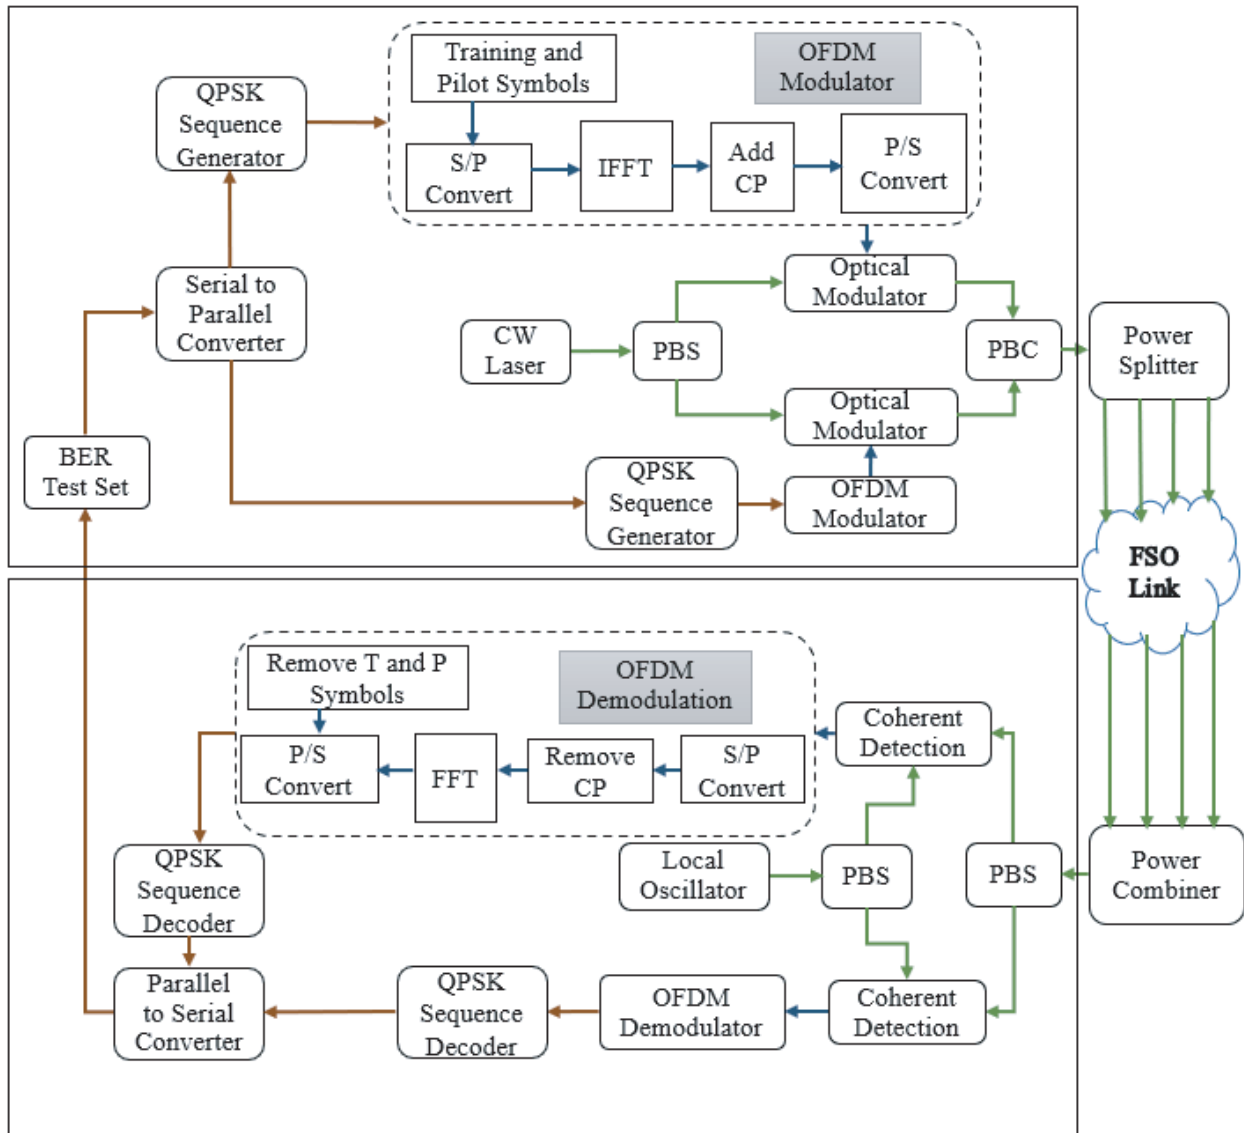 Training and
Pilot Symbols
OFDM
Modulator
QPSK
Sequence
Generator
S/P
Convert
IFFT
Add
CP
P/S
Convert
Serial to
Parallel
Converter
Optical
Modulator
CW
Laser
PBS
PBC
Power
Splitter
Optical
Modulator
BER
Test Set
QPSK
Sequence
Generator
OFDM
Modulator
FSO
Link
Remove T and P
Symbols
OFDM
Demodulation
Coherent
Detection
P/S
Convert
FFT
Remove
CP
S/P
Convert
QPSK
Sequence
Decoder
Local
Oscillator
PBS
PBS
Power
Combiner
Parallel
to Serial
Converter
QPSK
Sequence
Decoder
OFDM
Demodulator
Coherent
Detection